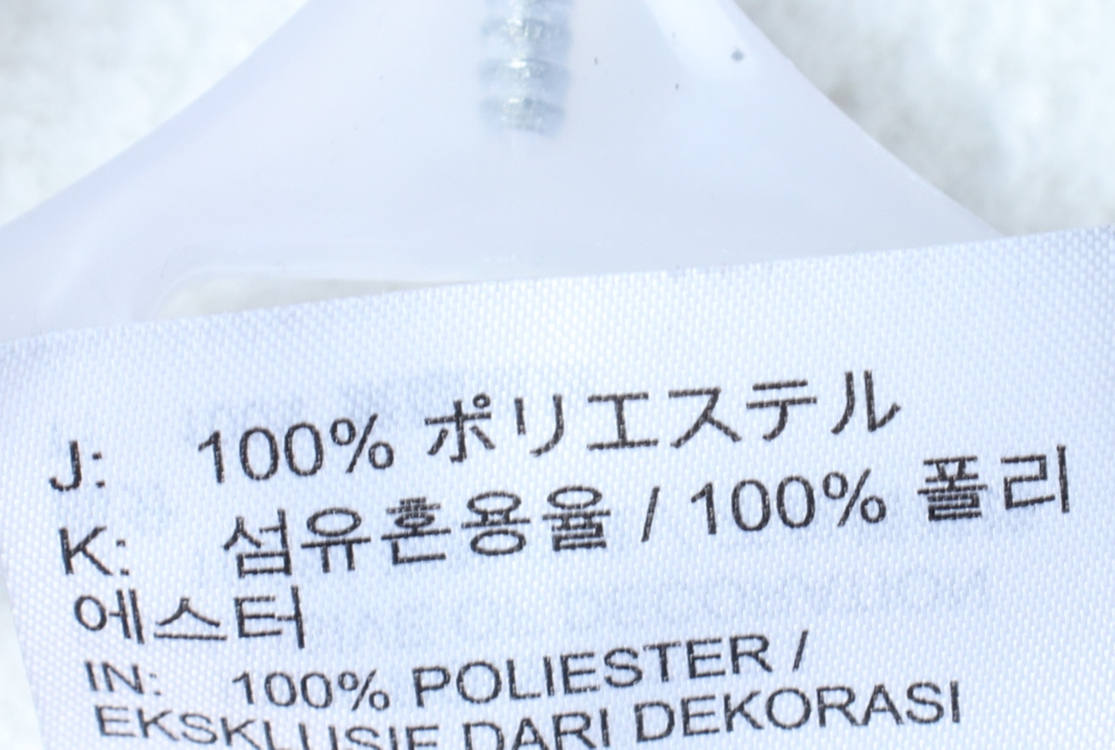 J: 100% ポリエステル
K: 섬유혼용율 / 100% 폴리
에스터
IN: 100% POLIESTER /
EKSKLUSIF DARI DEKORASI